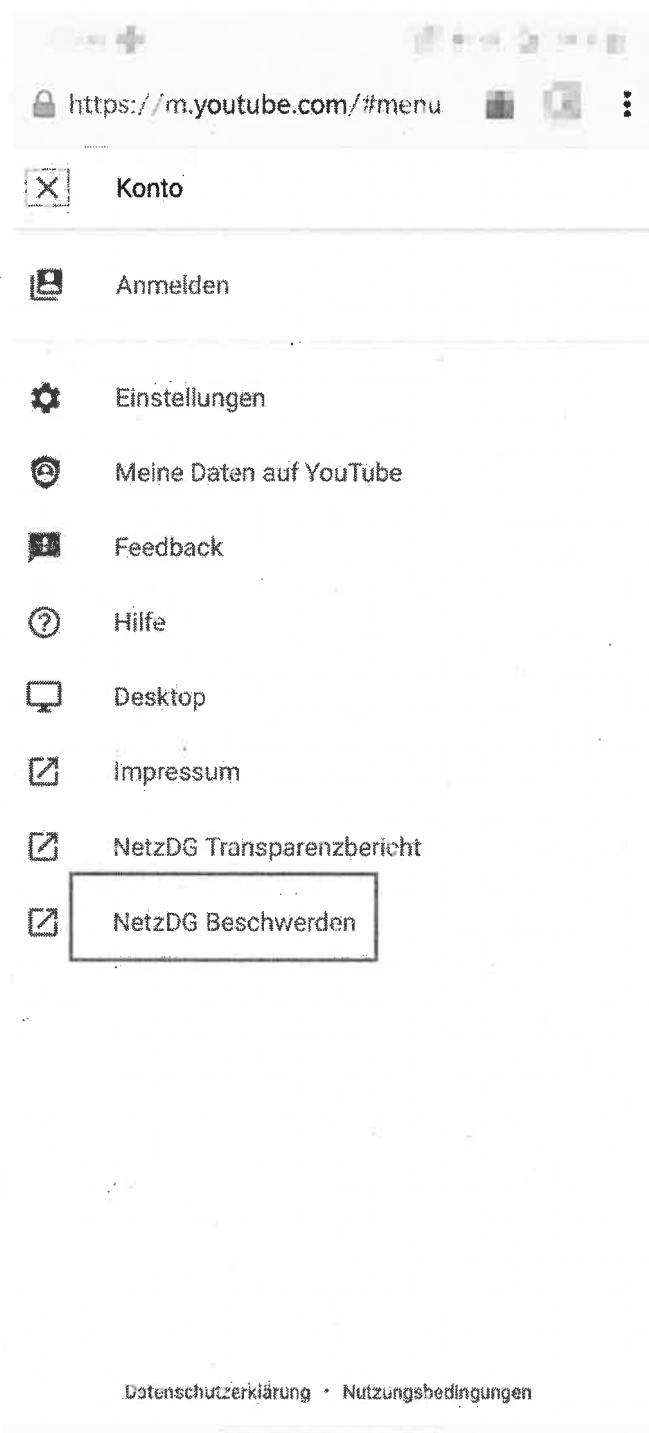 https://m.youtube.com/#menu
Konto
Anmelden
Einstellungen
Meine Daten auf YouTube
Feedback
Hilfe
Desktop
Impressum
NetzDG Transparenzbericht
NetzDG Beschwerden
Datenschutzerklärung · Nutzungsbedingungen